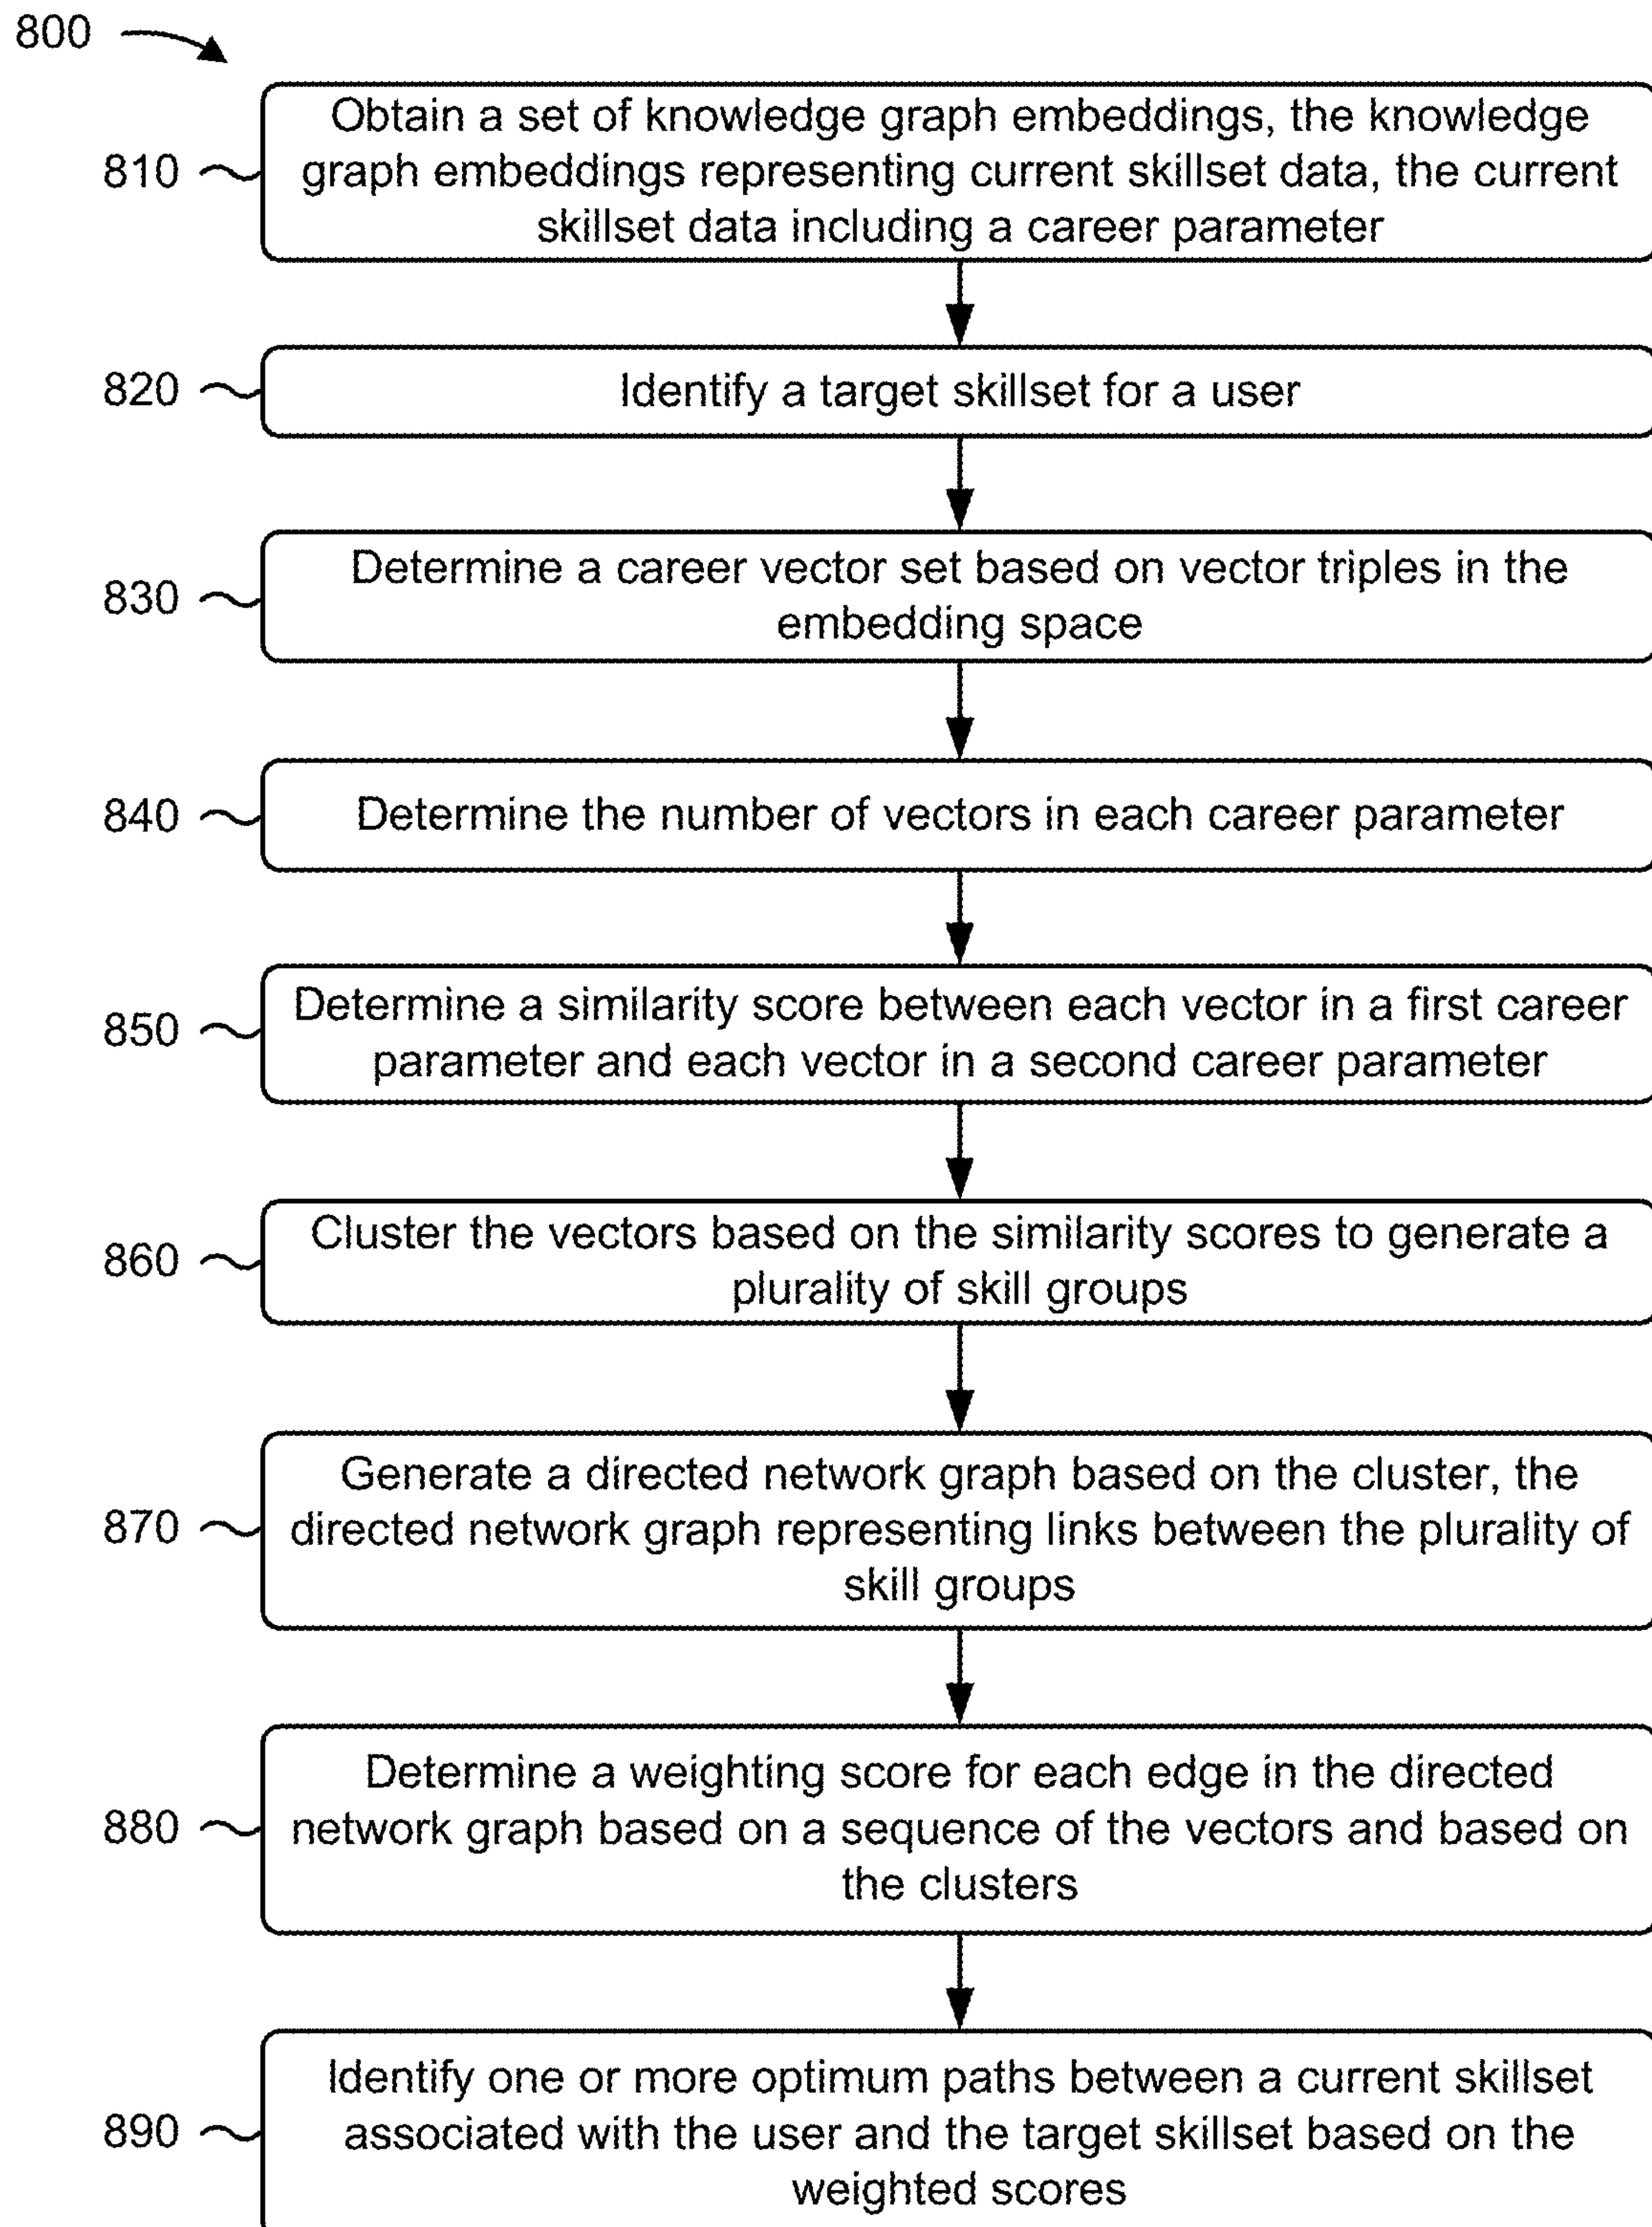 800
Obtain a set of knowledge graph embeddings, the knowledge
810
graph embeddings representing current skillset data, the current
skillset data including a career parameter
820
Identify a target skillset for a user
Determine a career vector set based on vector triples in the
830
embedding space
840
Determine the number of vectors in each career parameter
Determine a similarity score between each vector in a first career
850
parameter and each vector in a second career parameter
Cluster the vectors based on the similarity scores to generate a
860
plurality of skill groups
Generate a directed network graph based on the cluster, the
870
directed network graph representing links between the plurality of
skill groups
Determine a weighting score for each edge in the directed
880
network graph based on a sequence of the vectors and based on
the clusters
Identify one or more optimum paths between a current skillset
890
associated with the user and the target skillset based on the
weighted scores